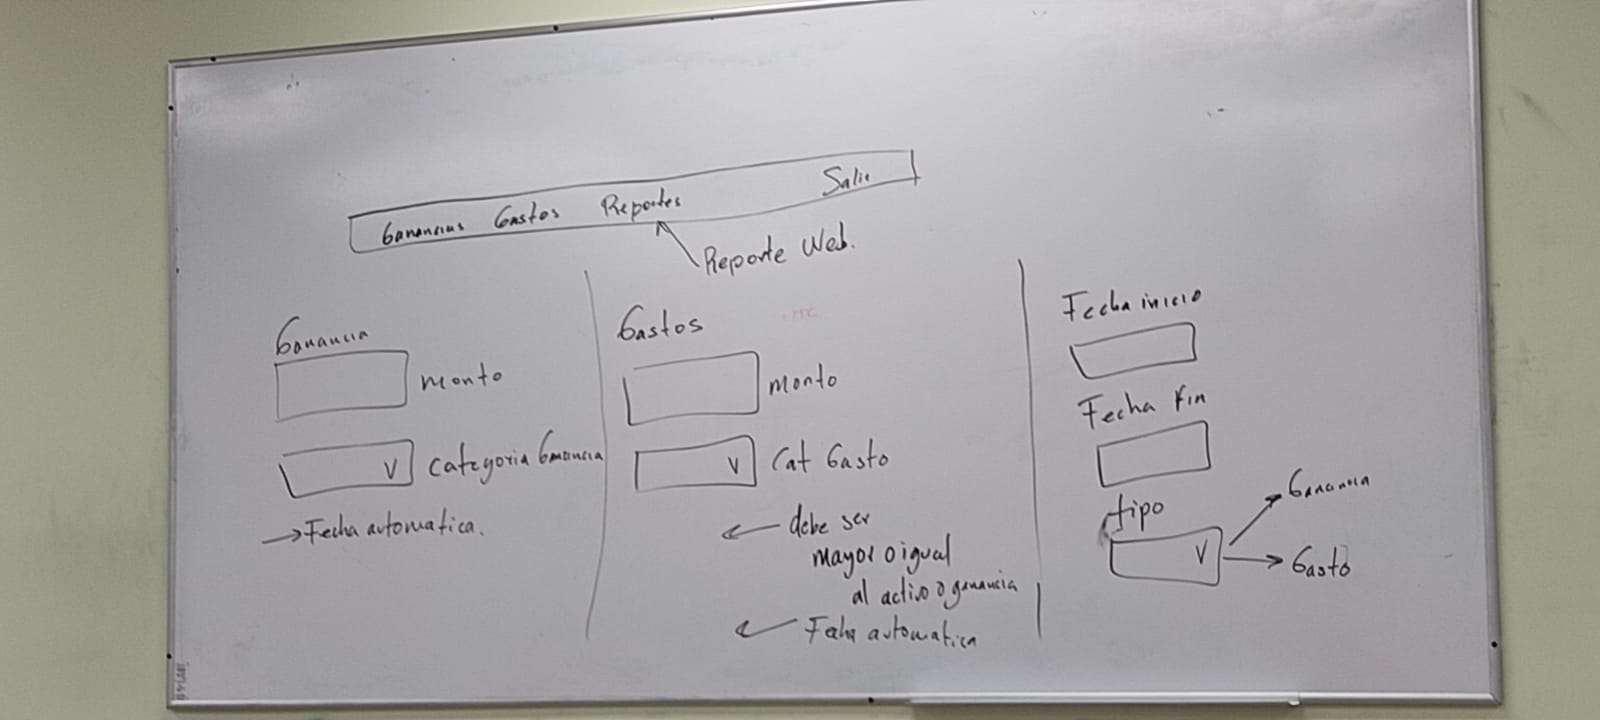 Ganancias Gastos Reportes Salir
Reporte Web.
Ganancia
monto
v
Categoria Ganancia
→Fecha automatica.
Gastos
monto
v
Cat Gasto
← debe ser
mayor o igual
al activo o ganancia
← Fecha automatica
Fecha inicio
Fecha Fin
tipo
v
Ganancia
Gasto